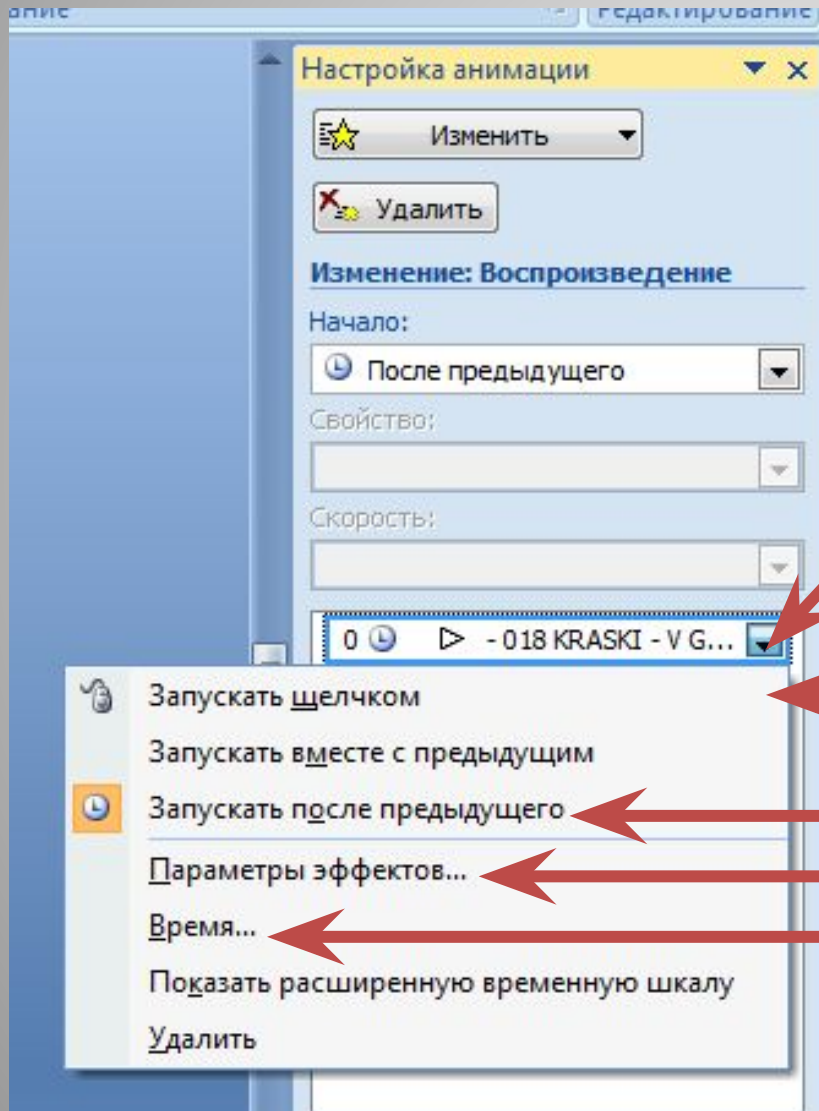 Редактирование
Настройка анимации
Изменить
Удалить
Изменение: Воспроизведение
Начало:
После предыдущего
Свойство:
Скорость:
0 - 018 KRASKI - V G...
Запускать щелчком
Запускать вместе с предыдущим
Запускать после предыдущего
Параметры эффектов...
Время...
Показать расширенную временную шкалу
Удалить